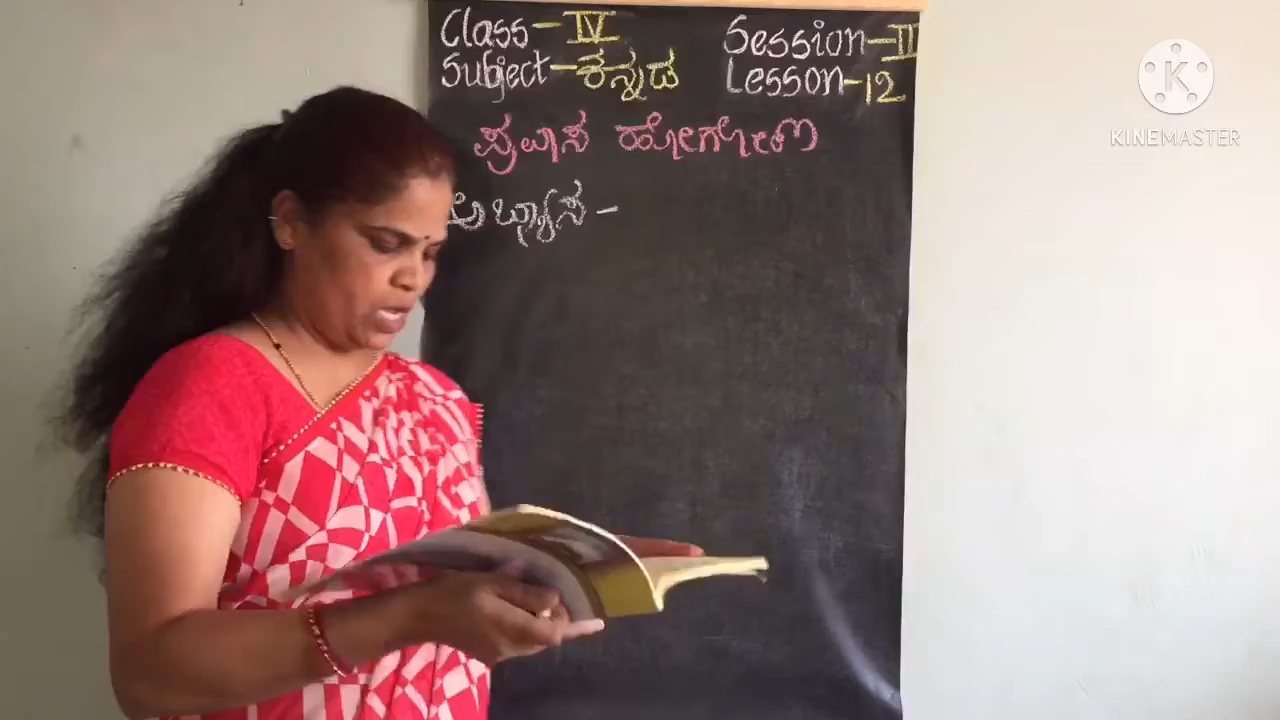 Class - IV Session - II
Subject - ಕನ್ನಡ Lesson - 12
ಪ್ರವಾಸ ಹೋಗೋಣ
ಅಭ್ಯಾಸ -
K
KINEMASTER